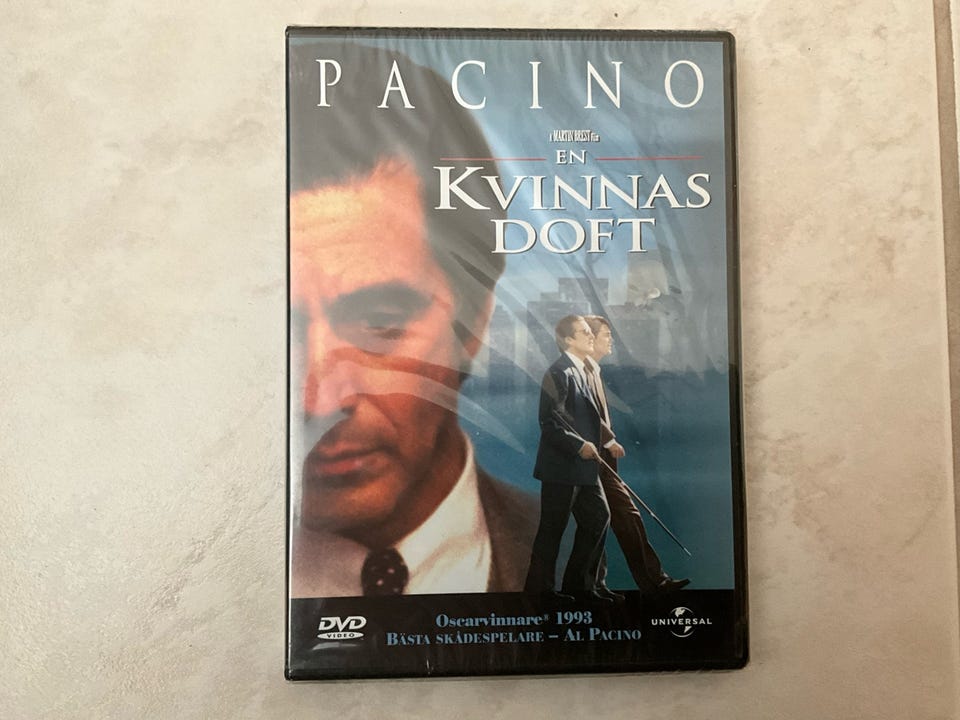 PACINO
A MARTIN BREST FILM
EN
KVINNAS
DOFT
DVD
VIDEO
Oscarvinnare® 1993
BÄSTA SKÅDESPELARE – AL PACINO
UNIVERSAL